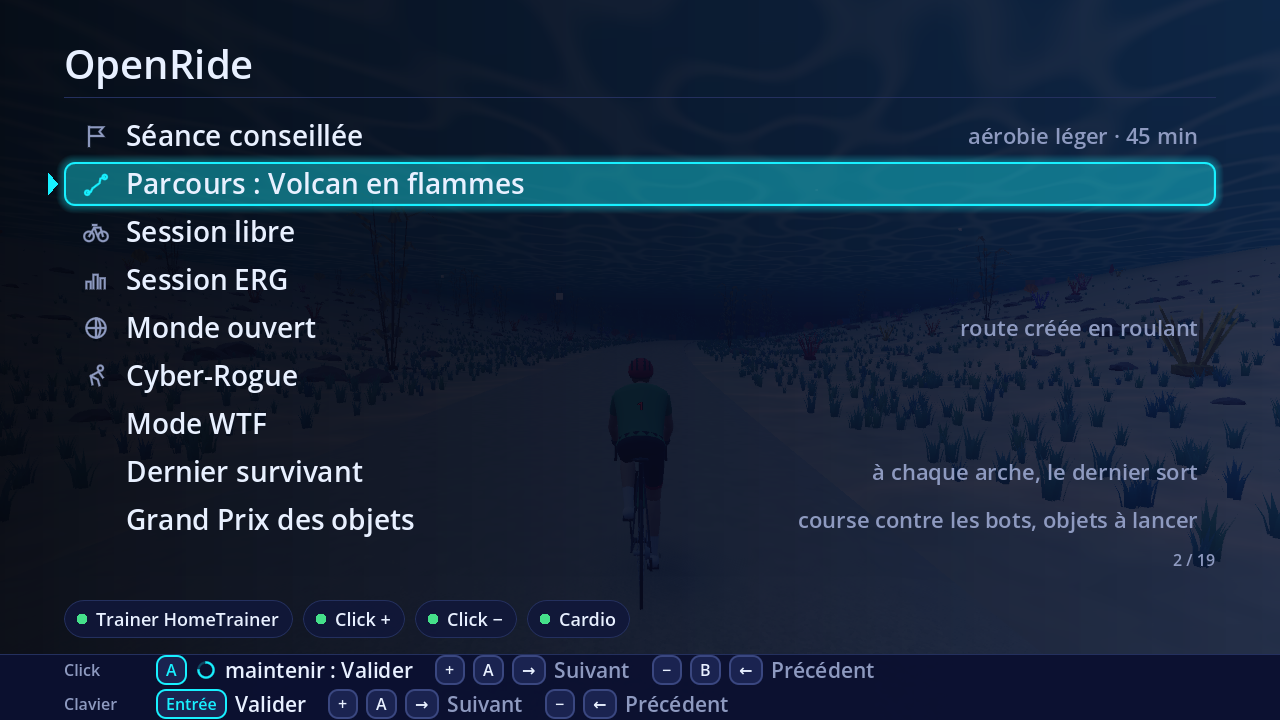 OpenRide
Séance conseillée aérobie léger · 45 min
Parcours : Volcan en flammes
Session libre
Session ERG
Monde ouvert route créée en roulant
Cyber-Rogue
Mode WTF
Dernier survivant à chaque arche, le dernier sort
Grand Prix des objets course contre les bots, objets à lancer
2 / 19
Trainer HomeTrainer Click + Click − Cardio
Click A maintenir : Valider + A → Suivant − B ← Précédent
Clavier Entrée Valider + A → Suivant − ← Précédent